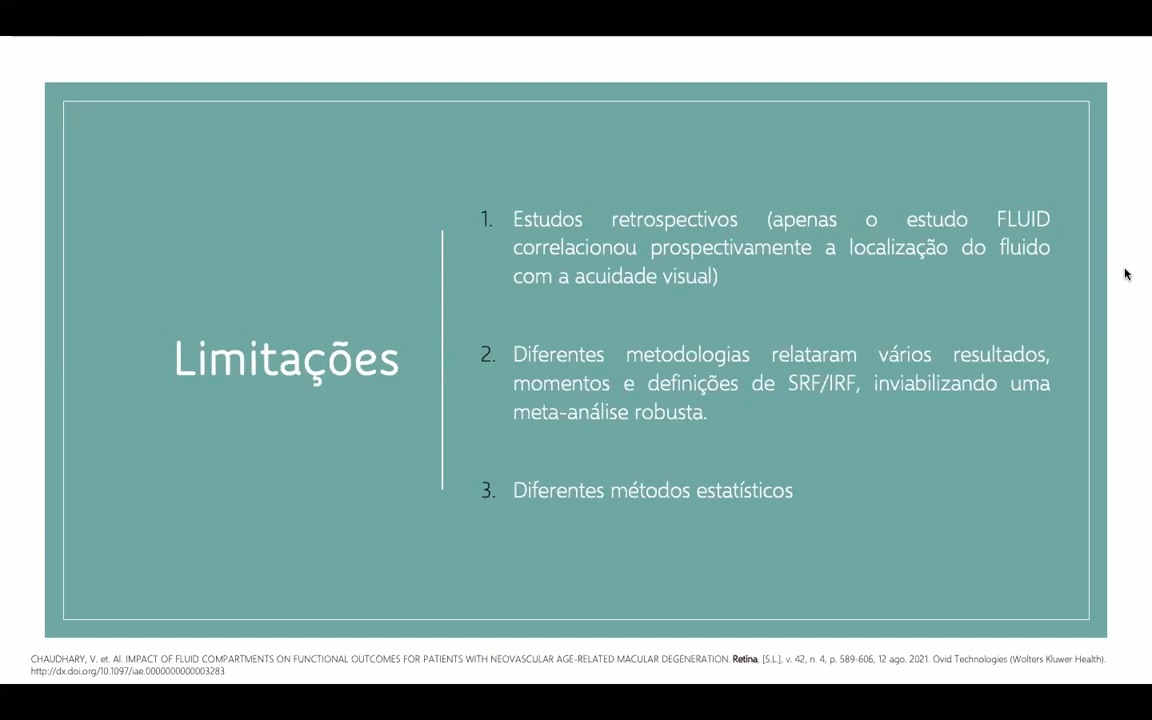 Limitações
1. Estudos retrospectivos (apenas o estudo FLUID
correlacionou prospectivamente a localização do fluido
com a acuidade visual)
2. Diferentes metodologias relataram vários resultados,
momentos e definições de SRF/IRF, inviabilizando uma
meta-análise robusta.
3. Diferentes métodos estatísticos
CHAUDHARY, V. et. Al. IMPACT OF FLUID COMPARTMENTS ON FUNCTIONAL OUTCOMES FOR PATIENTS WITH NEOVASCULAR AGE-RELATED MACULAR DEGENERATION. Retina, [S.L.], v. 42, n. 4, p. 589-606, 12 ago. 2021. Ovid Technologies (Wolters Kluwer Health).
http://dx.doi.org/10.1097/iae.0000000000003283